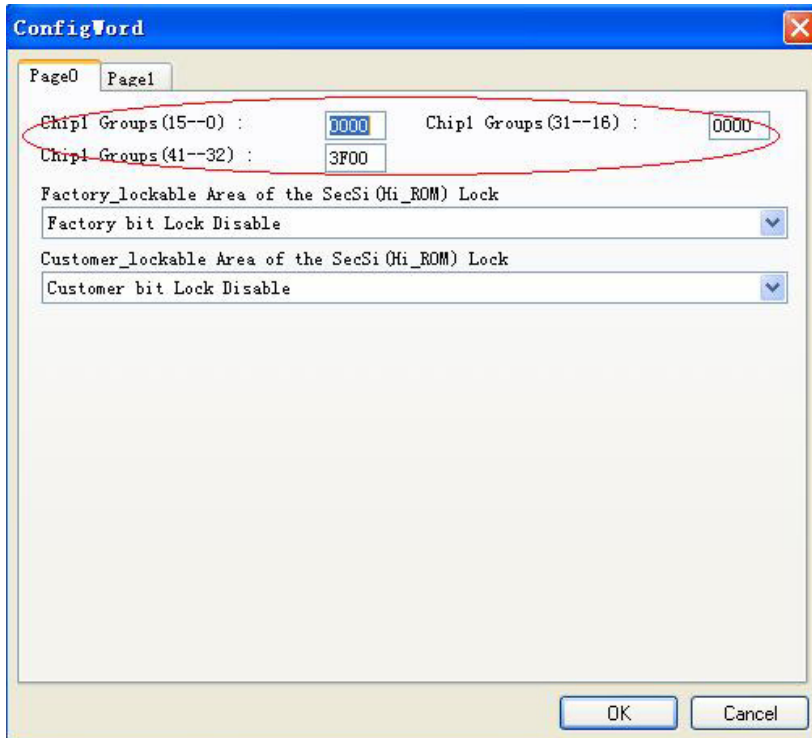 ConfigWord
Page0 Page1
Chip1 Groups(15--0) : 0000 Chip1 Groups(31--16) : 0000
Chip1 Groups(41--32) : 3F00
Factory_lockable Area of the SecSi(Hi_ROM) Lock
Factory bit Lock Disable
Customer_lockable Area of the SecSi(Hi_ROM) Lock
Customer bit Lock Disable
OK Cancel